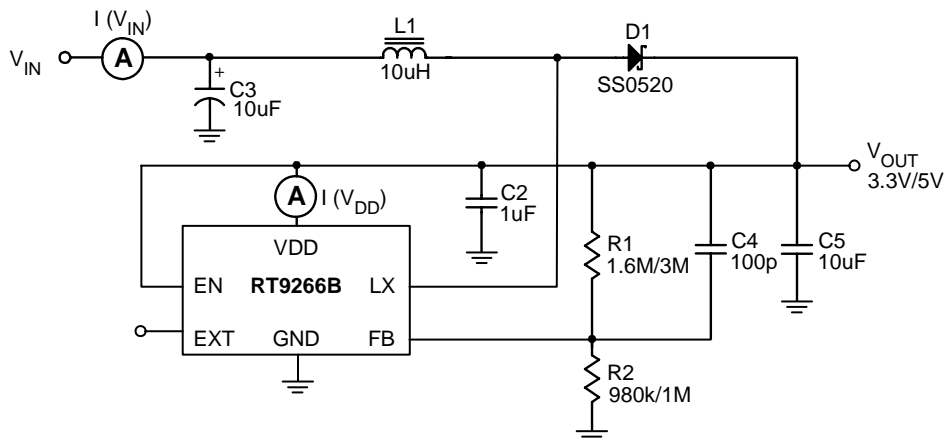 I (V_IN)
V_IN
A
L1
10uH
D1
SS0520
+
C3
10uF
V_OUT
3.3V/5V
A
I (V_DD)
C2
1uF
R1
1.6M/3M
C4
100p
C5
10uF
VDD
EN
RT9266B
LX
EXT
GND
FB
R2
980k/1M